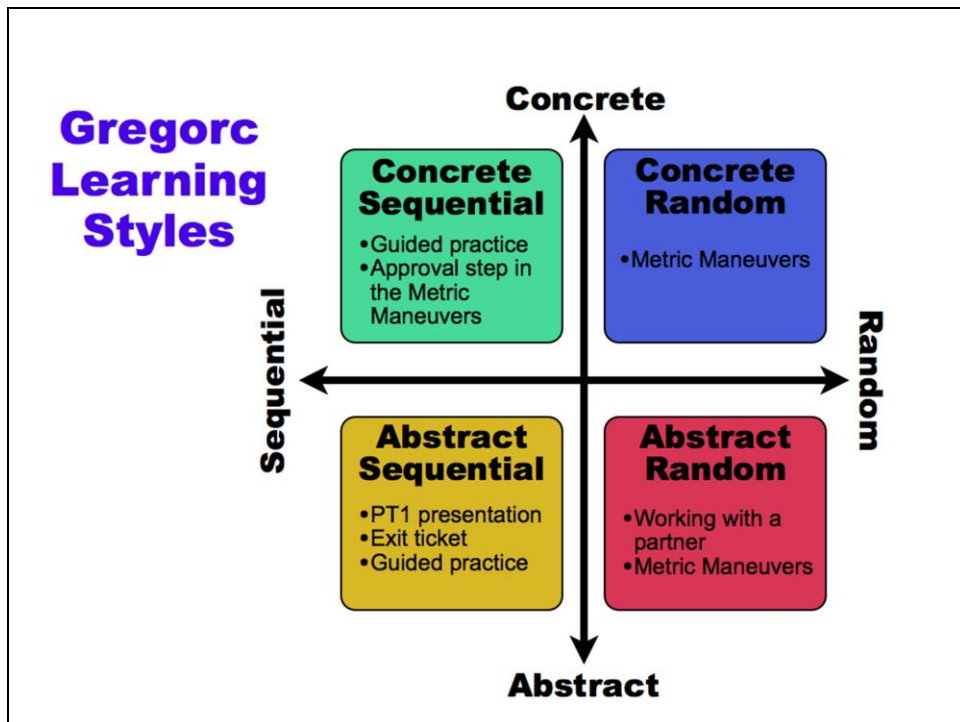 Gregorc
Learning
Styles
Concrete
Concrete
Sequential
•Guided practice
•Approval step in
the Metric
Maneuvers
Concrete
Random
•Metric Maneuvers
Sequential
Random
Abstract
Sequential
•PT1 presentation
•Exit ticket
•Guided practice
Abstract
Random
•Working with a
partner
•Metric Maneuvers
Abstract